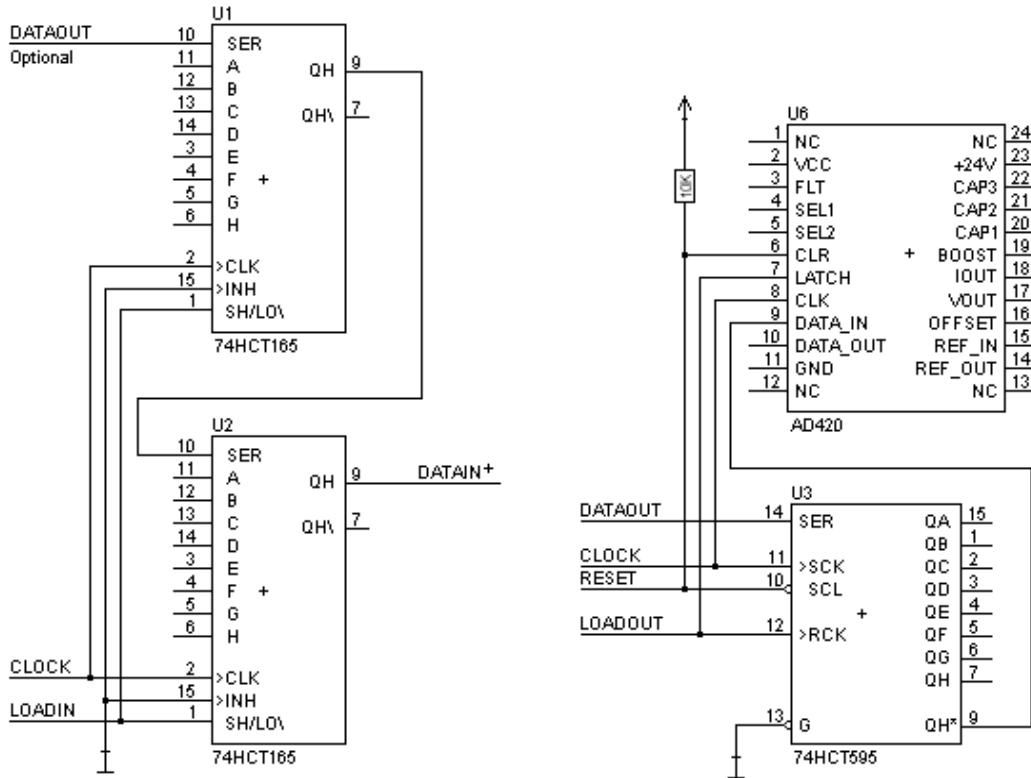 U1
DATAOUT 10 SER
Optional
11 A
QH 9
12 B
13 C
QH\ 7
14 D
3 E
4 F +
5 G
6 H
2 >CLK
15 >INH
1 SH/LO\
74HCT165
U2
10 SER
11 A
QH 9 DATAIN+
12 B
13 C
QH\ 7
14 D
3 E
4 F +
5 G
6 H
CLOCK 2 >CLK
15 >INH
LOADIN 1 SH/LO\
74HCT165
10K
U6
1 NC NC 24
2 VCC +24V 23
3 FLT CAP3 22
4 SEL1 CAP2 21
5 SEL2 CAP1 20
6 CLR + BOOST 19
7 LATCH IOUT 18
8 CLK VOUT 17
9 DATA_IN OFFSET 16
10 DATA_OUT REF_IN 15
11 GND REF_OUT 14
12 NC NC 13
AD420
U3
DATAOUT 14 SER QA 15
QB 1
CLOCK 11 >SCK QC 2
RESET 10 SCL QD 3
+ QE 4
LOADOUT 12 >RCK QF 5
QG 6
QH 7
13 G QH* 9
74HCT595